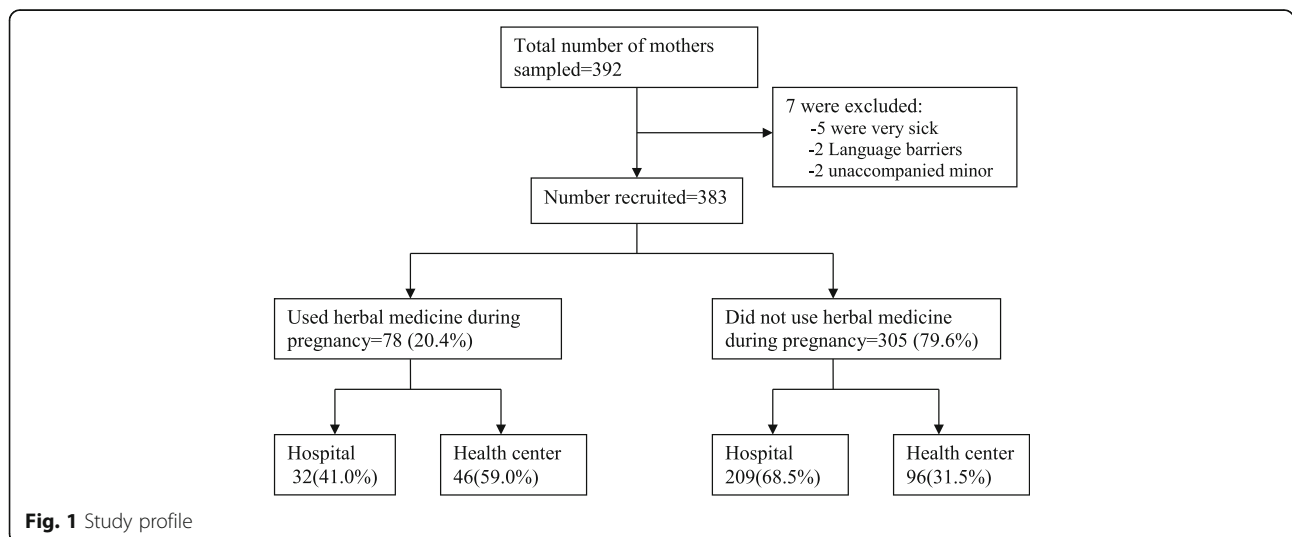 Total number of mothers
sampled=392
7 were excluded:
-5 were very sick
-2 Language barriers
-2 unaccompanied minor
Number recruited=383
Used herbal medicine during
pregnancy=78 (20.4%)
Did not use herbal medicine
during pregnancy=305 (79.6%)
Hospital
32(41.0%)
Health center
46(59.0%)
Hospital
209(68.5%)
Health center
96(31.5%)
Fig. 1 Study profile